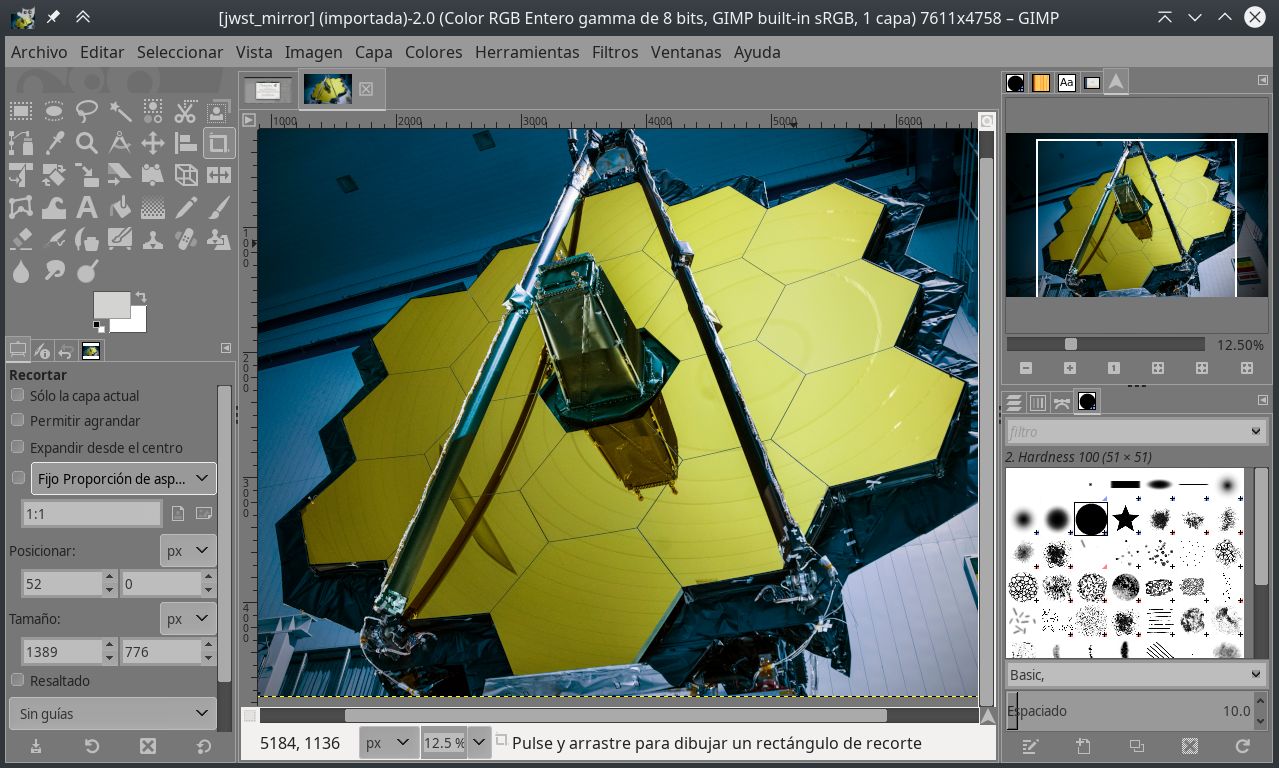 [jwst_mirror] (importada)-2.0 (Color RGB Entero gamma de 8 bits, GIMP built-in sRGB, 1 capa) 7611x4758 – GIMP
Archivo Editar Seleccionar Vista Imagen Capa Colores Herramientas Filtros Ventanas Ayuda
Aa
1000 2000 3000 4000 5000 6000
1000
2000
3000
4000
12.50%
Recortar
Sólo la capa actual
Permitir agrandar
Expandir desde el centro
Fijo Proporción de asp...
1:1
Posicionar: px
52 0
Tamaño: px
1389 776
Resaltado
Sin guías
filtro
2. Hardness 100 (51 × 51)
Basic,
Espaciado 10.0
5184, 1136 px 12.5 % Pulse y arrastre para dibujar un rectángulo de recorte